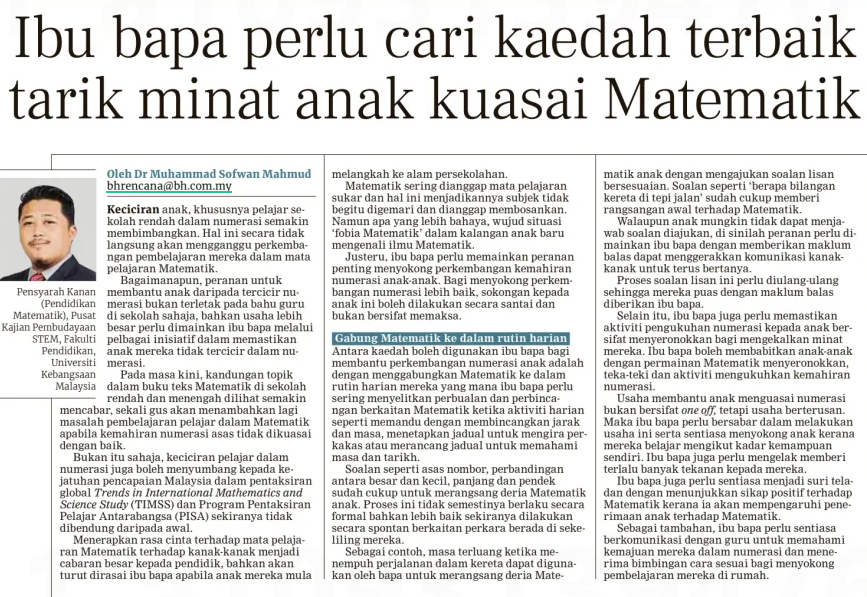 Ibu bapa perlu cari kaedah terbaik
tarik minat anak kuasai Matematik
Oleh Dr Muhammad Sofwan Mahmud
bhrencana@bh.com.my
Pensyarah Kanan
(Pendidikan
Matematik), Pusat
Kajian Pembudayaan
STEM, Fakulti
Pendidikan,
Universiti
Kebangsaan
Malaysia
Keciciran anak, khususnya pelajar se-
kolah rendah dalam numerasi semakin
membimbangkan. Hal ini secara tidak
langsung akan mengganggu perkemba-
ngan pembelajaran mereka dalam mata
pelajaran Matematik.
Bagaimanapun, peranan untuk
membantu anak daripada tercicir nu-
merasi bukan terletak pada bahu guru
di sekolah sahaja, bahkan usaha lebih
besar perlu dimainkan ibu bapa melalui
pelbagai inisiatif dalam memastikan
anak mereka tidak tercicir dalam nu-
merasi.
Pada masa kini, kandungan topik
dalam buku teks Matematik di sekolah
rendah dan menengah dilihat semakin
mencabar, sekali gus akan menambahkan lagi
masalah pembelajaran pelajar dalam Matematik
apabila kemahiran numerasi asas tidak dikuasai
dengan baik.
Bukan itu sahaja, keciciran pelajar dalam
numerasi juga boleh menyumbang kepada ke-
jatuhan pencapaian Malaysia dalam pentaksiran
global Trends in International Mathematics and
Science Study (TIMSS) dan Program Pentaksiran
Pelajar Antarabangsa (PISA) sekiranya tidak
dibendung daripada awal.
Menerapkan rasa cinta terhadap mata pelaja-
ran Matematik terhadap kanak-kanak menjadi
cabaran besar kepada pendidik, bahkan akan
turut dirasai ibu bapa apabila anak mereka mula
melangkah ke alam persekolahan.
Matematik sering dianggap mata pelajaran
sukar dan hal ini menjadikannya subjek tidak
begitu digemari dan dianggap membosankan.
Namun apa yang lebih bahaya, wujud situasi
'fobia Matematik' dalam kalangan anak baru
mengenali ilmu Matematik.
Justeru, ibu bapa perlu memainkan peranan
penting menyokong perkembangan kemahiran
numerasi anak-anak. Bagi menyokong perkem-
bangan numerasi lebih baik, sokongan kepada
anak ini boleh dilakukan secara santai dan
bukan bersifat memaksa.
Gabung Matematik ke dalam rutin harian
Antara kaedah boleh digunakan ibu bapa bagi
membantu perkembangan numerasi anak adalah
dengan menggabungkan Matematik ke dalam
rutin harian mereka yang mana ibu bapa perlu
sering menyelitkan perbualan dan perbinca-
ngan berkaitan Matematik ketika aktiviti harian
seperti memandu dengan membincangkan jarak
dan masa, menetapkan jadual untuk mengira per-
kakas atau merancang jadual untuk memahami
masa dan tarikh.
Soalan seperti asas nombor, perbandingan
antara besar dan kecil, panjang dan pendek
sudah cukup untuk merangsang deria Matematik
anak. Proses ini tidak semestinya berlaku secara
formal bahkan lebih baik sekiranya dilakukan
secara spontan berkaitan perkara berada di seke-
liling mereka.
Sebagai contoh, masa terluang ketika me-
nempuh perjalanan dalam kereta dapat diguna-
kan oleh bapa untuk merangsang deria Mate-
matik anak dengan mengajukan soalan lisan
bersesuaian. Soalan seperti 'berapa bilangan
kereta di tepi jalan' sudah cukup memberi
rangsangan awal terhadap Matematik.
Walaupun anak mungkin tidak dapat menja-
wab soalan diajukan, di sinilah peranan perlu di-
mainkan ibu bapa dengan memberikan maklum
balas dapat menggerakkan komunikasi kanak-
kanak untuk terus bertanya.
Proses soalan lisan ini perlu diulang-ulang
sehingga mereka puas dengan maklum balas
diberikan ibu bapa.
Selain itu, ibu bapa juga perlu memastikan
aktiviti pengukuhan numerasi kepada anak ber-
sifat menyeronokkan bagi mengekalkan minat
mereka. Ibu bapa boleh membabitkan anak-anak
dengan permainan Matematik menyeronokkan,
teka-teki dan aktiviti mengukuhkan kemahiran
numerasi.
Usaha membantu anak menguasai numerasi
bukan bersifat one off, tetapi usaha berterusan.
Maka ibu bapa perlu bersabar dalam melakukan
usaha ini serta sentiasa menyokong anak kerana
mereka belajar mengikut kadar kemampuan
sendiri. Ibu bapa juga perlu mengelak memberi
terlalu banyak tekanan kepada mereka.
Ibu bapa juga perlu sentiasa menjadi suri tela-
dan dengan menunjukkan sikap positif terhadap
Matematik kerana ia akan mempengaruhi pene-
rimaan anak terhadap Matematik.
Sebagai tambahan, ibu bapa perlu sentiasa
berkomunikasi dengan guru untuk memahami
kemajuan mereka dalam numerasi dan mene-
rima bimbingan cara sesuai bagi menyokong
pembelajaran mereka di rumah.